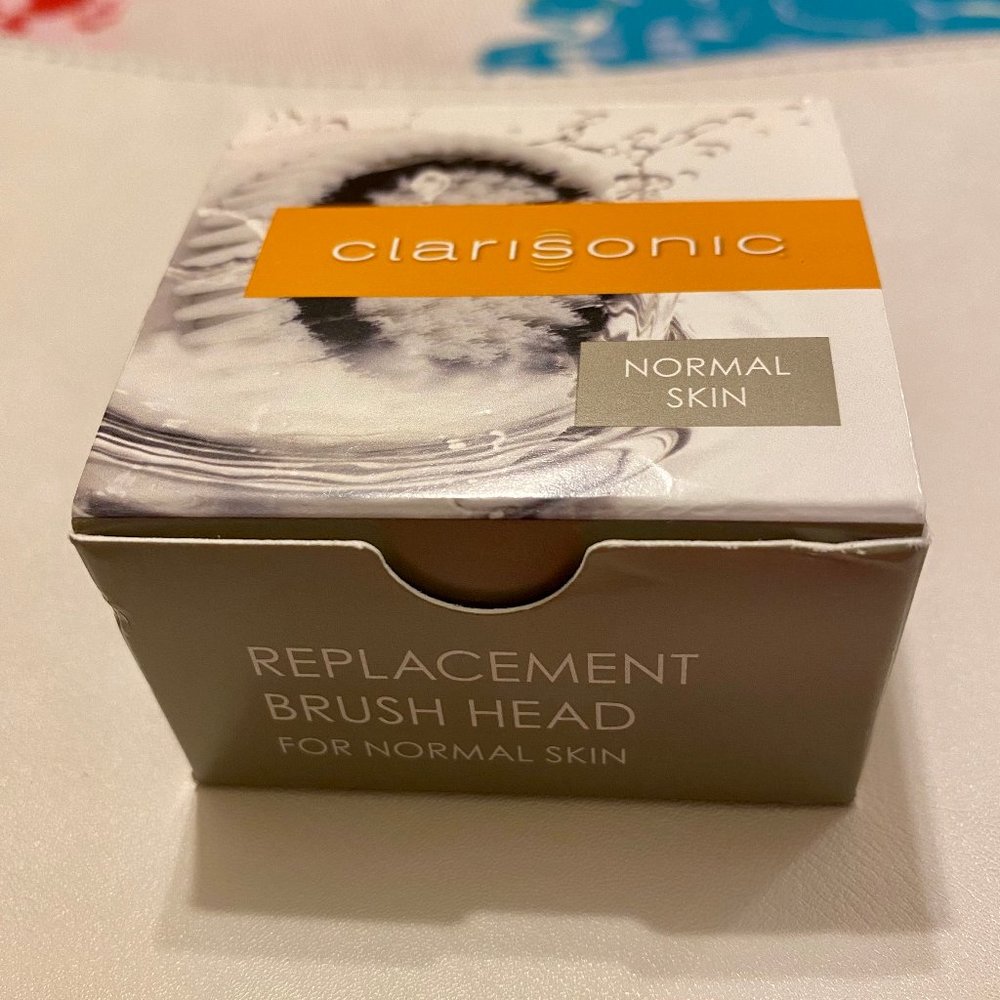 clarisonic
NORMAL
SKIN
REPLACEMENT
BRUSH HEAD
FOR NORMAL SKIN